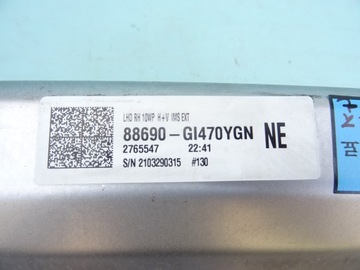 LHD RH 10WP H+V IMS EXT
88690-GI470YGN NE
2765547 22:41
S/N 2103290315 #130